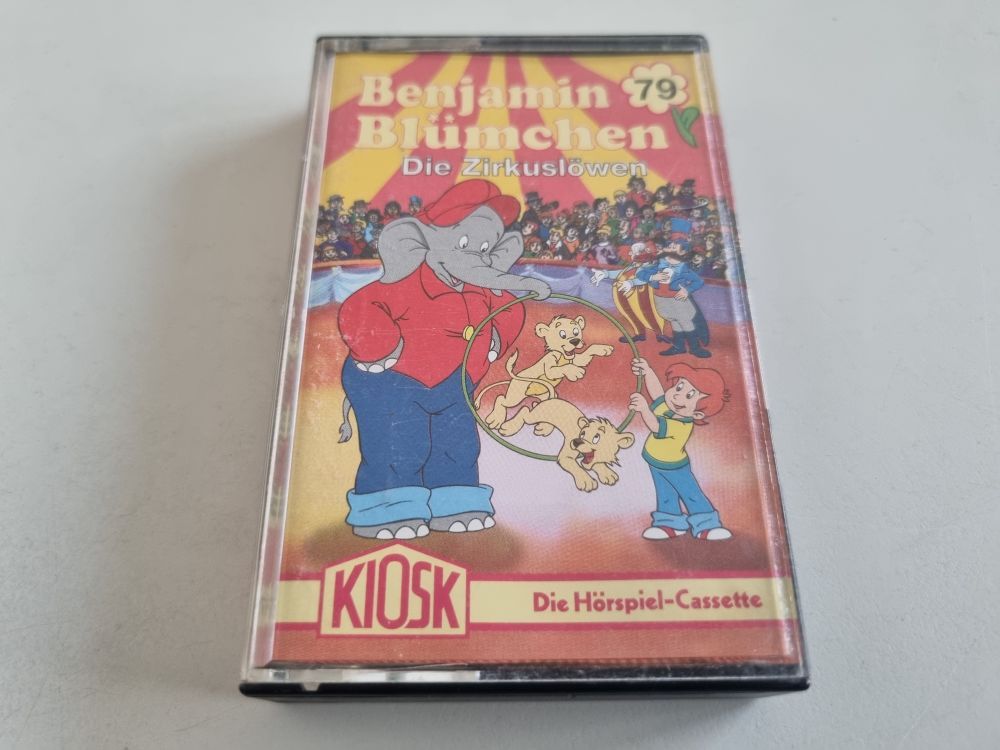 Benjamin 79
Blümchen
Die Zirkuslöwen
KIOSK
Die Hörspiel-Cassette